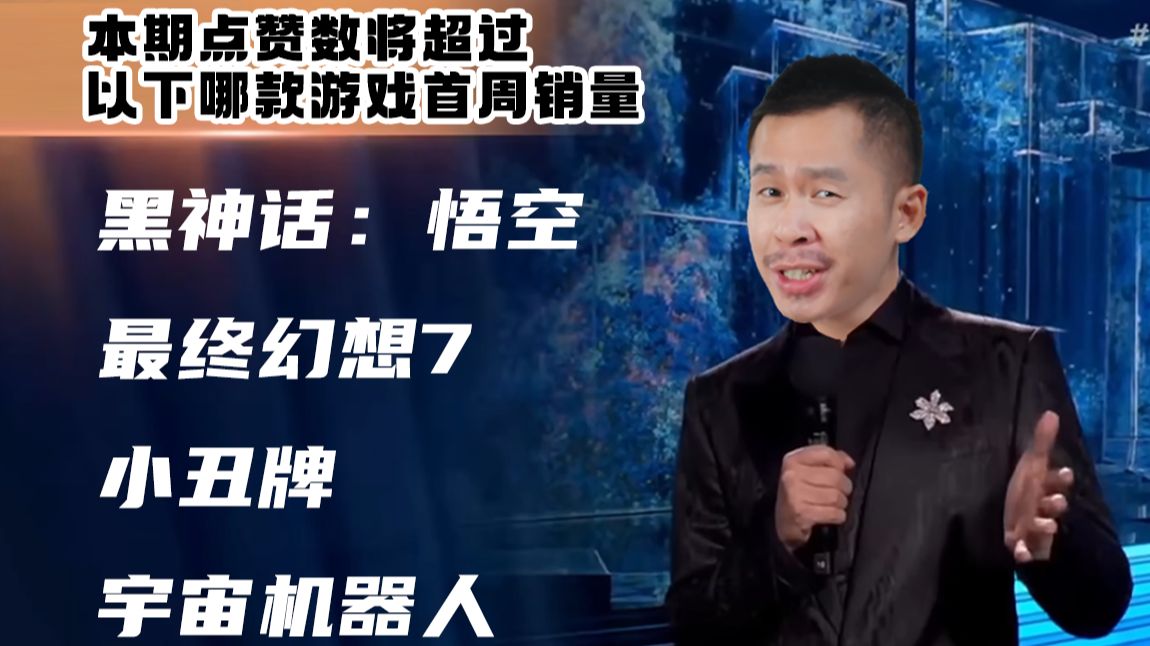 本期点赞数将超过
以下哪款游戏首周销量
#
黑神话：悟空
最终幻想7
小丑牌
宇宙机器人